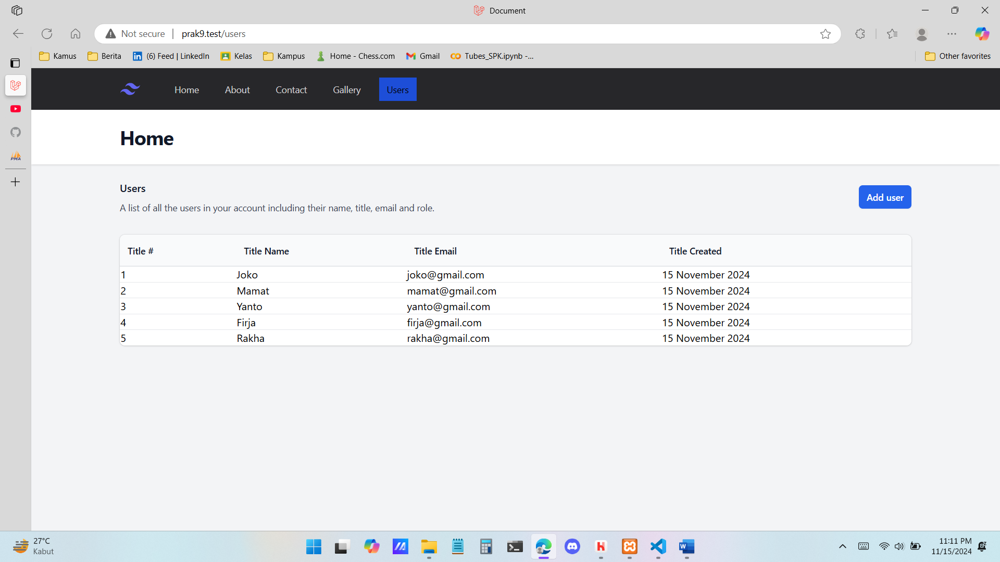 Document
Not secure prak9.test/users
Kamus Berita (6) Feed | LinkedIn Kelas Kampus Home - Chess.com Gmail Tubes_SPK.ipynb -... Other favorites
PMA
Home About Contact Gallery Users
Home
Users
A list of all the users in your account including their name, title, email and role.
Add user
Title # Title Name Title Email Title Created
1 Joko joko@gmail.com 15 November 2024
2 Mamat mamat@gmail.com 15 November 2024
3 Yanto yanto@gmail.com 15 November 2024
4 Firja firja@gmail.com 15 November 2024
5 Rakha rakha@gmail.com 15 November 2024
27°C
Kabut
11:11 PM
11/15/2024